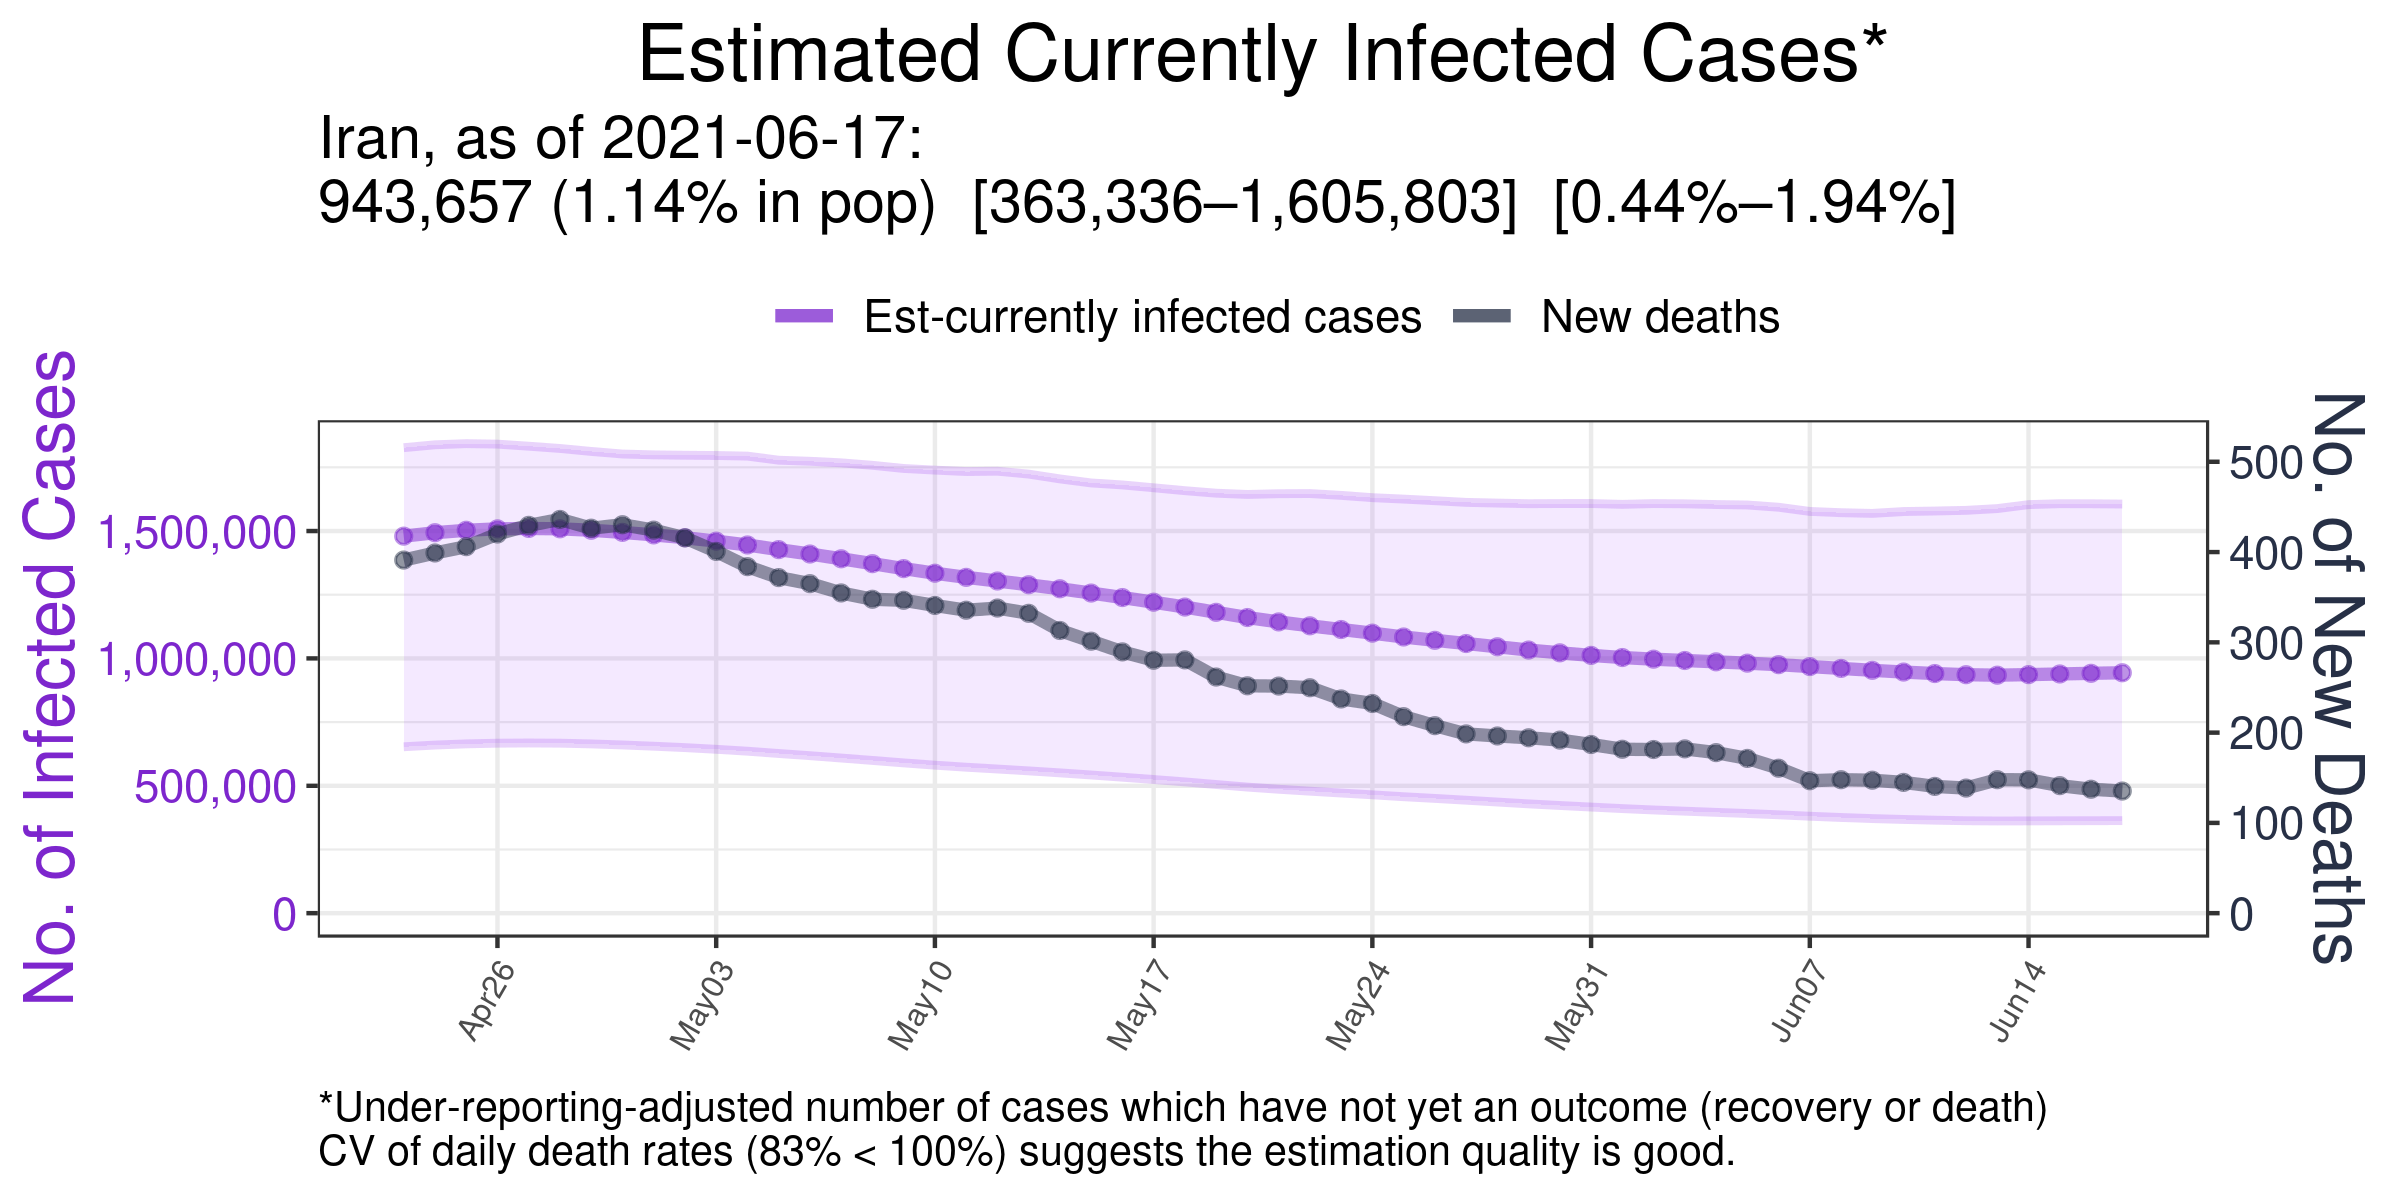 Estimated Currently Infected Cases*
Iran, as of 2021-06-17:
943,657 (1.14% in pop) [363,336–1,605,803] [0.44%–1.94%]
Est-currently infected cases New deaths
No. of Infected Cases
1,500,000
1,000,000
500,000
0
500
400
300
200
100
0
No. of New Deaths
Apr26 May03 May10 May17 May24 May31 Jun07 Jun14
*Under-reporting-adjusted number of cases which have not yet an outcome (recovery or death)
CV of daily death rates (83% < 100%) suggests the estimation quality is good.